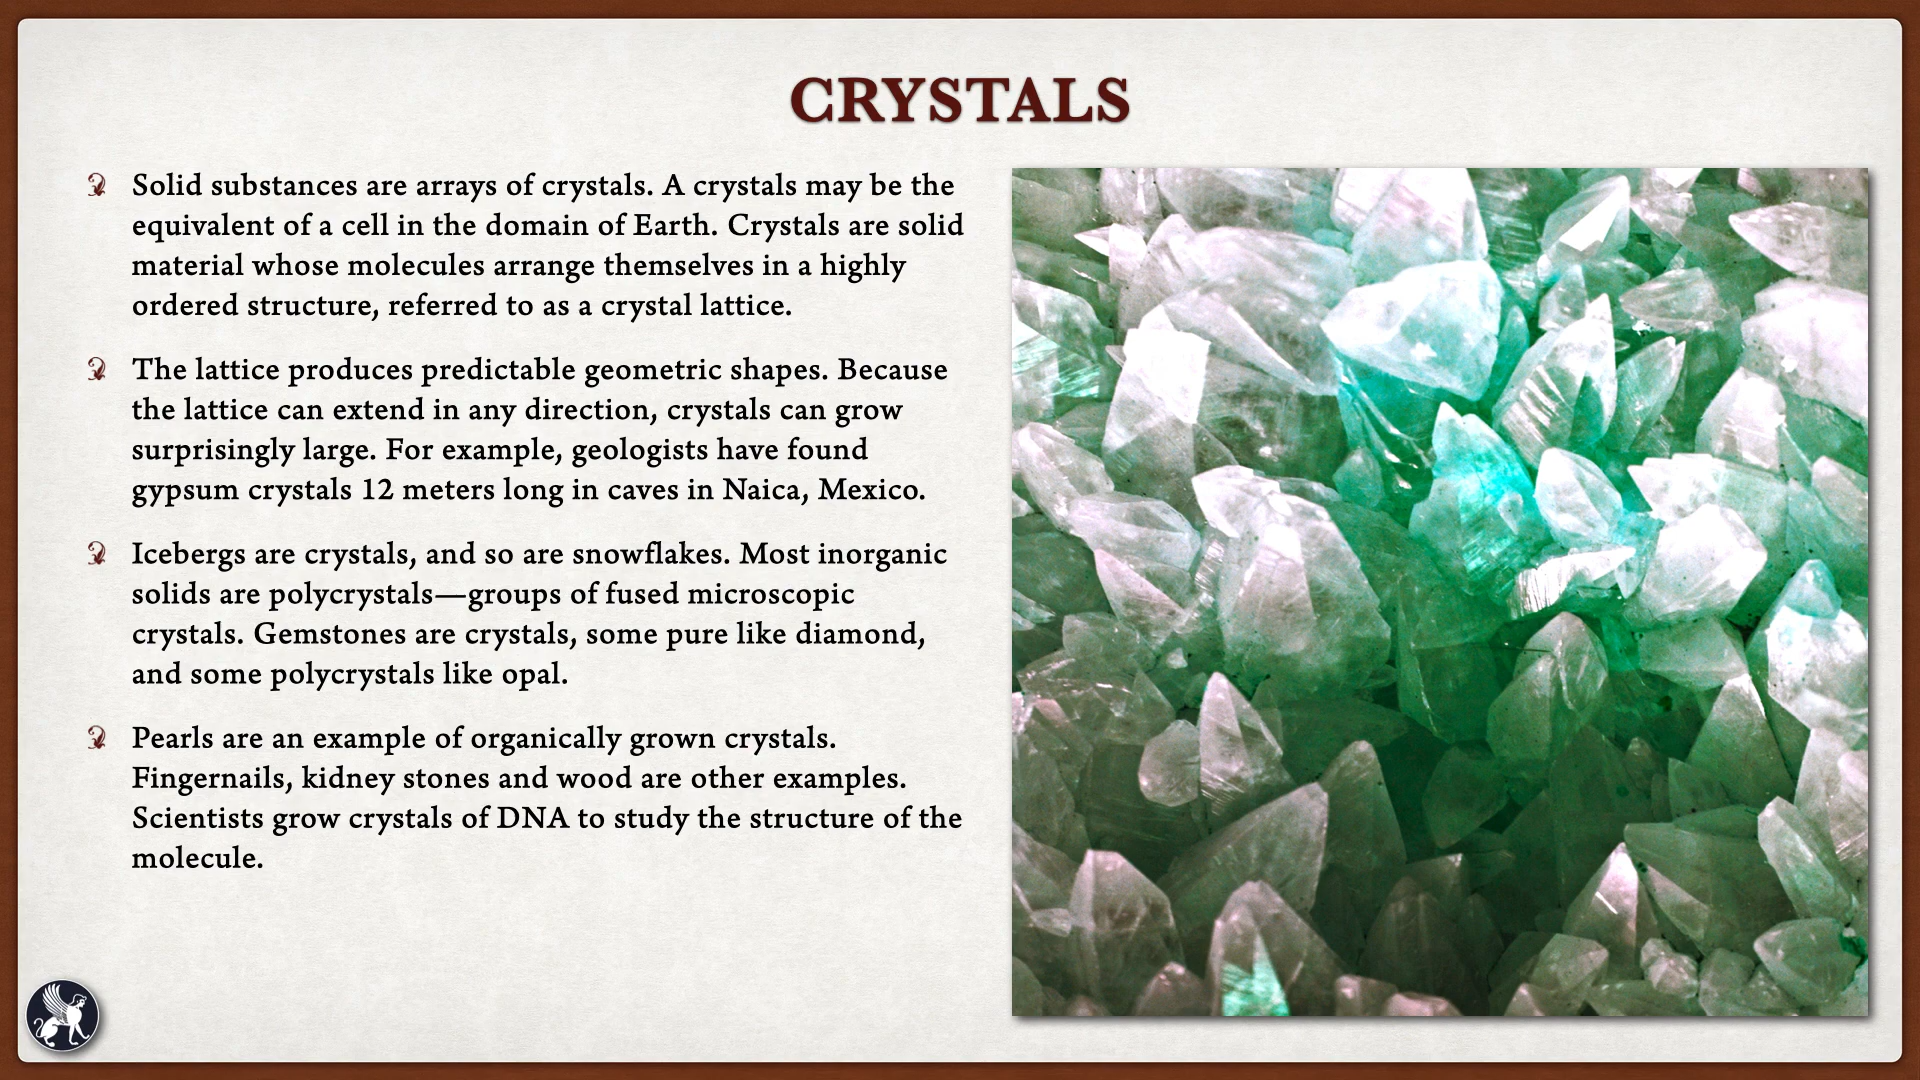 CRYSTALS
Solid substances are arrays of crystals. A crystals may be the
equivalent of a cell in the domain of Earth. Crystals are solid
material whose molecules arrange themselves in a highly
ordered structure, referred to as a crystal lattice.
The lattice produces predictable geometric shapes. Because
the lattice can extend in any direction, crystals can grow
surprisingly large. For example, geologists have found
gypsum crystals 12 meters long in caves in Naica, Mexico.
Icebergs are crystals, and so are snowflakes. Most inorganic
solids are polycrystals—groups of fused microscopic
crystals. Gemstones are crystals, some pure like diamond,
and some polycrystals like opal.
Pearls are an example of organically grown crystals.
Fingernails, kidney stones and wood are other examples.
Scientists grow crystals of DNA to study the structure of the
molecule.